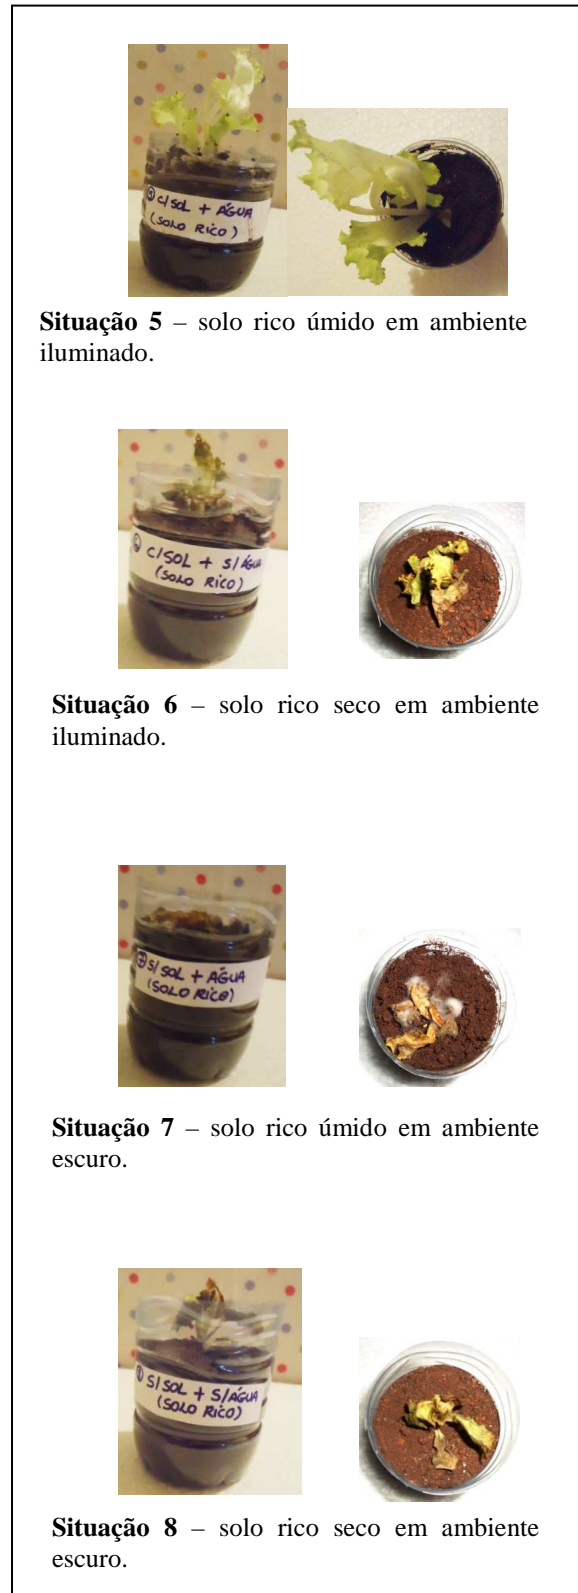 C/SOL + ÁGUA
(SOLO RICO)
Situação 5 – solo rico úmido em ambiente
iluminado.
C/SOL + S/ÁGUA
(SOLO RICO)
Situação 6 – solo rico seco em ambiente
iluminado.
S/SOL + ÁGUA
(SOLO RICO)
Situação 7 – solo rico úmido em ambiente
escuro.
S/SOL + S/ÁGUA
(SOLO RICO)
Situação 8 – solo rico seco em ambiente
escuro.